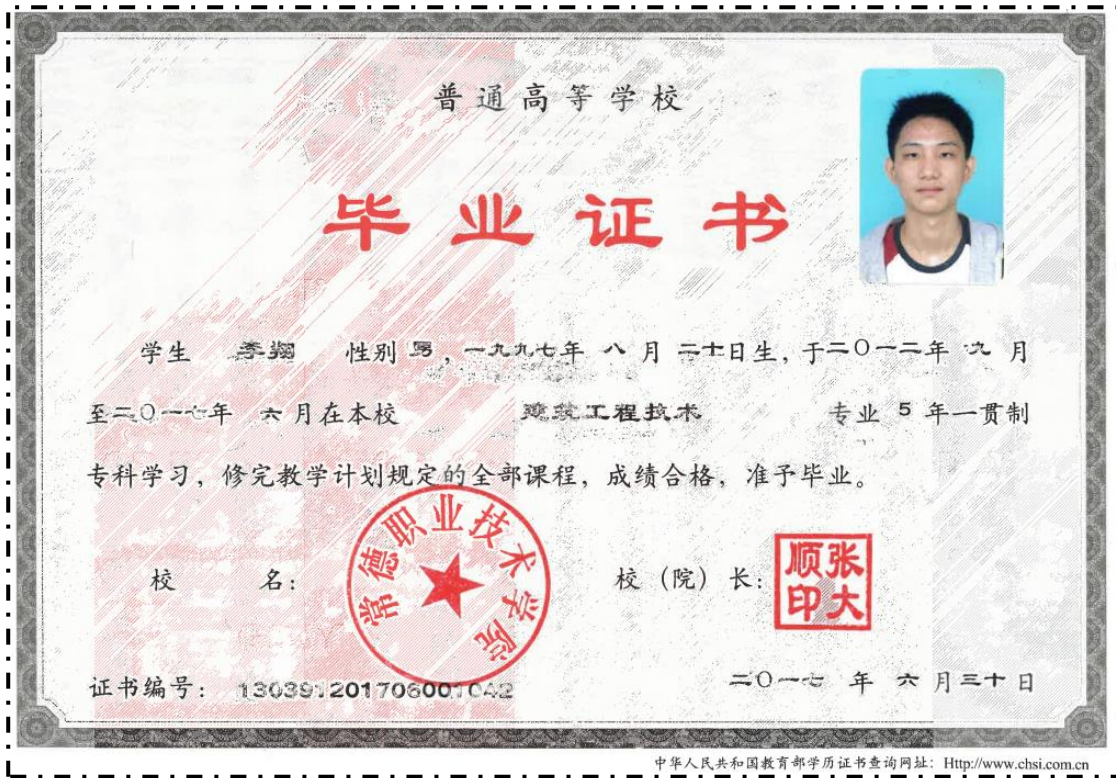 普通高等学校
毕业证书
学生 李翔 性别 男，一九九七年 八 月 二十日生，于二〇一二年 九 月
至二〇一七年 六 月在本校 建筑工程技术 专业 5 年一贯制
专科学习，修完教学计划规定的全部课程，成绩合格，准予毕业。
校 名： 常德职业技术学院 校（院）长： 张大顺印
证书编号： 130391201706001042 二〇一七 年 六 月三十日
中华人民共和国教育部学历证书查询网址：Http://www.chsi.com.cn